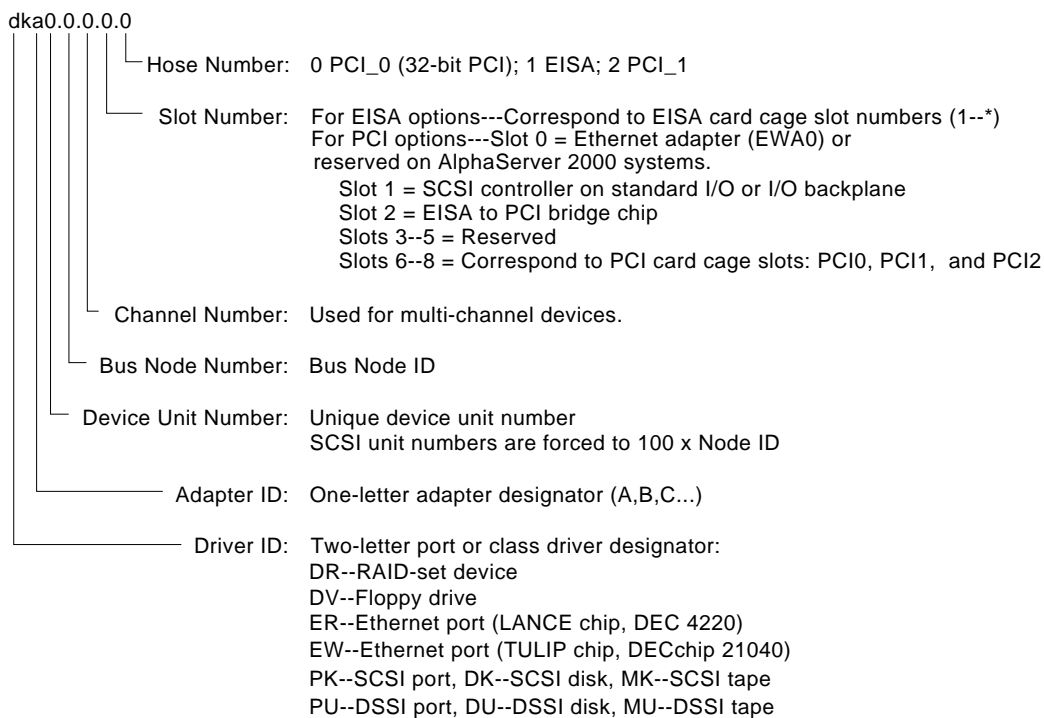 dka0.0.0.0.0
Hose Number: 0 PCI_0 (32-bit PCI); 1 EISA; 2 PCI_1
Slot Number: For EISA options---Correspond to EISA card cage slot numbers (1--*)
For PCI options---Slot 0 = Ethernet adapter (EWA0) or
reserved on AlphaServer 2000 systems.
Slot 1 = SCSI controller on standard I/O or I/O backplane
Slot 2 = EISA to PCI bridge chip
Slots 3--5 = Reserved
Slots 6--8 = Correspond to PCI card cage slots: PCI0, PCI1, and PCI2
Channel Number: Used for multi-channel devices.
Bus Node Number: Bus Node ID
Device Unit Number: Unique device unit number
SCSI unit numbers are forced to 100 x Node ID
Adapter ID: One-letter adapter designator (A,B,C...)
Driver ID: Two-letter port or class driver designator:
DR--RAID-set device
DV--Floppy drive
ER--Ethernet port (LANCE chip, DEC 4220)
EW--Ethernet port (TULIP chip, DECchip 21040)
PK--SCSI port, DK--SCSI disk, MK--SCSI tape
PU--DSSI port, DU--DSSI disk, MU--DSSI tape